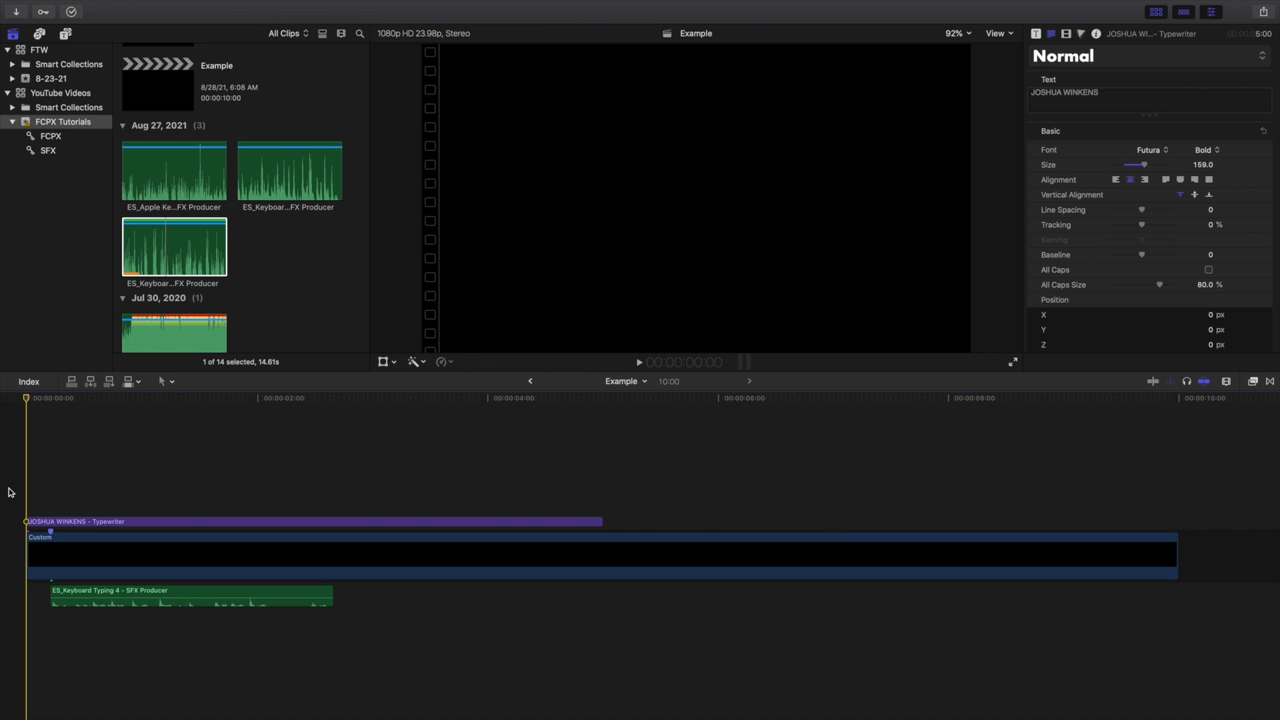 All Clips
1080p HD 23.98p, Stereo
Example
92%
View
JOSHUA WI...- Typewriter
5:00
FTW
Smart Collections
8-23-21
YouTube Videos
Smart Collections
FCPX Tutorials
FCPX
SFX
Example
8/28/21, 6:08 AM
00:00:10:00
Aug 27, 2021 (3)
ES_Apple Ke...FX Producer
ES_Keyboar...FX Producer
ES_Keyboar...FX Producer
Jul 30, 2020 (1)
1 of 14 selected, 14.61s
00:00:00:00
Normal
Text
JOSHUA WINKENS
Basic
Font Futura Bold
Size 159.0
Alignment
Vertical Alignment
Line Spacing 0
Tracking 0 %
Kerning
Baseline 0
All Caps
All Caps Size 80.0 %
Position
X 0 px
Y 0 px
Z 0 px
Index
Example 10:00
00:00:00:00
00:00:02:00
00:00:04:00
00:00:06:00
00:00:08:00
00:00:10:00
JOSHUA WINKENS - Typewriter
Custom
ES_Keyboard Typing 4 - SFX Producer